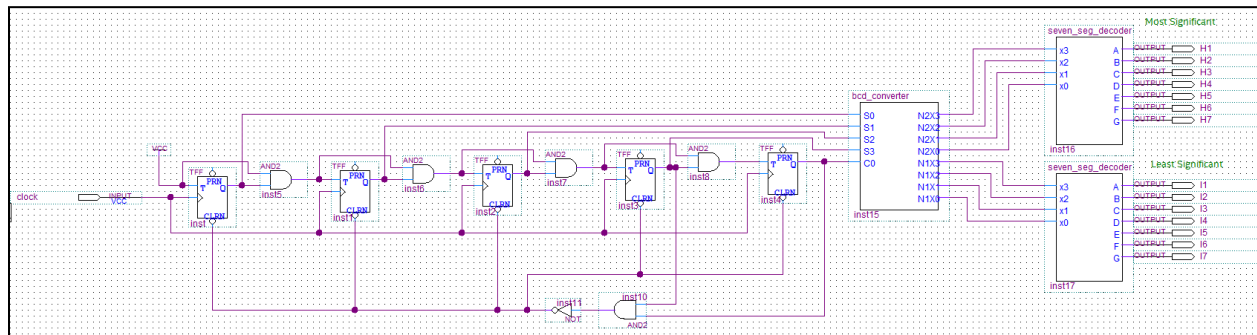 Most Significant
seven_seg_decoder
x3 A OUTPUT H1
x2 B OUTPUT H2
x1 C OUTPUT H3
x0 D OUTPUT H4
E OUTPUT H5
F OUTPUT H6
G OUTPUT H7
inst16
bcd_converter
S0 N2X3
S1 N2X2
S2 N2X1
S3 N2X0
C0 N1X3
N1X2
N1X1
N1X0
inst15
Least Significant
seven_seg_decoder
x3 A OUTPUT I1
x2 B OUTPUT I2
x1 C OUTPUT I3
x0 D OUTPUT I4
E OUTPUT I5
F OUTPUT I6
G OUTPUT I7
inst17
VCC
clock INPUT
VCC
TFF
PRN
T Q
CLRN
inst
AND2
inst5
TFF
PRN
T Q
CLRN
inst1
AND2
inst6
TFF
PRN
T Q
CLRN
inst2
AND2
inst7
TFF
PRN
T Q
CLRN
inst3
AND2
inst8
TFF
PRN
T Q
CLRN
inst4
inst11
NOT
inst10
AND2